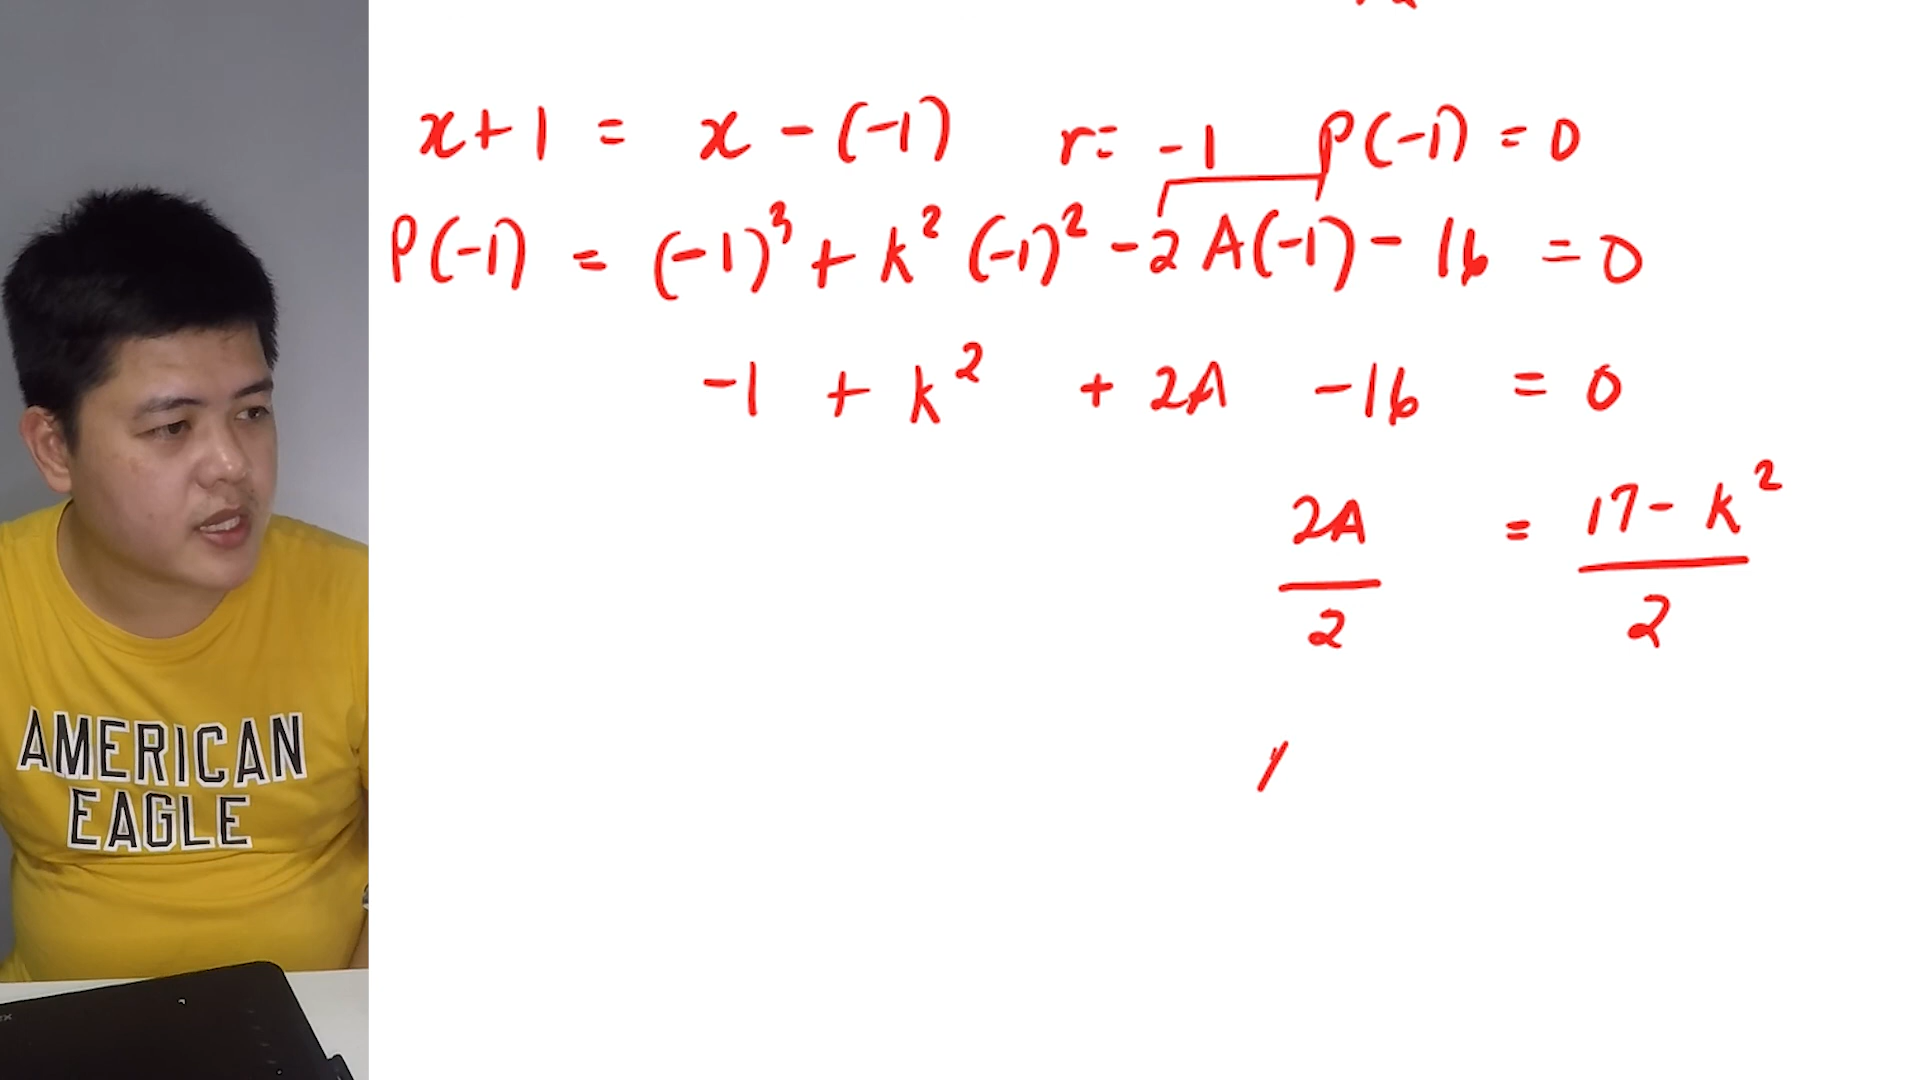 x+1 = x-(-1) r= -1 P(-1) = 0
P(-1) = (-1)³ + k² (-1)² - 2A(-1) - 16 = 0
-1 + k² + 2A - 16 = 0
2A/2 = 17-k²/2
AMERICAN
EAGLE